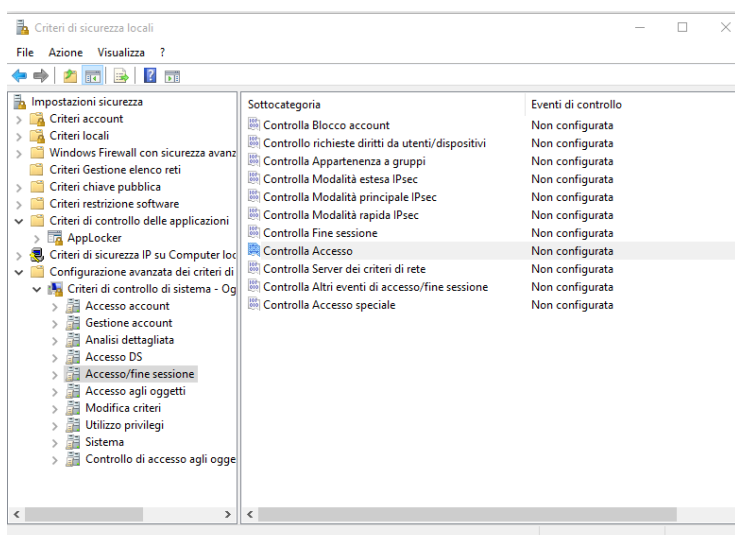 Criteri di sicurezza locali
File Azione Visualizza ?
Impostazioni sicurezza
Criteri account
Criteri locali
Windows Firewall con sicurezza avanz
Criteri Gestione elenco reti
Criteri chiave pubblica
Criteri restrizione software
Criteri di controllo delle applicazioni
AppLocker
Criteri di sicurezza IP su Computer loc
Configurazione avanzata dei criteri di
Criteri di controllo di sistema - Og
Accesso account
Gestione account
Analisi dettagliata
Accesso DS
Accesso/fine sessione
Accesso agli oggetti
Modifica criteri
Utilizzo privilegi
Sistema
Controllo di accesso agli ogge
Sottocategoria Eventi di controllo
Controlla Blocco account Non configurata
Controllo richieste diritti da utenti/dispositivi Non configurata
Controlla Appartenenza a gruppi Non configurata
Controlla Modalità estesa IPsec Non configurata
Controlla Modalità principale IPsec Non configurata
Controlla Modalità rapida IPsec Non configurata
Controlla Fine sessione Non configurata
Controlla Accesso Non configurata
Controlla Server dei criteri di rete Non configurata
Controlla Altri eventi di accesso/fine sessione Non configurata
Controlla Accesso speciale Non configurata